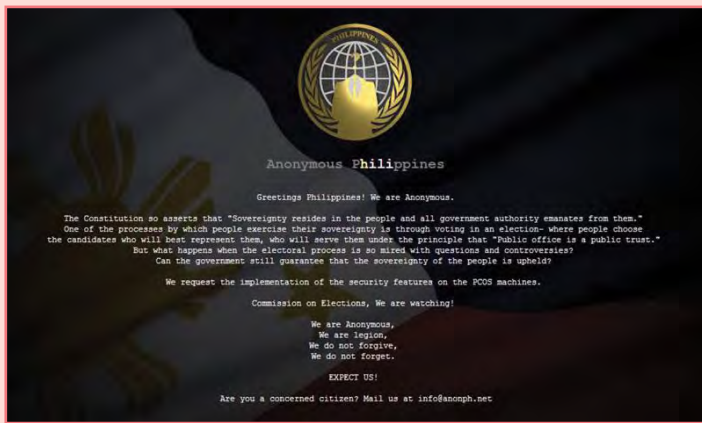 PHILIPPINES
Anonymous Philippines
Greetings Philippines! We are Anonymous.
The Constitution so asserts that "Sovereignty resides in the people and all government authority emanates from them."
One of the processes by which people exercise their sovereignty is through voting in an election- where people choose
the candidates who will best represent them, who will serve them under the principle that "Public office is a public trust."
But what happens when the electoral process is so mired with questions and controversies?
Can the government still guarantee that the sovereignty of the people is upheld?
We request the implementation of the security features on the PCOS machines.
Commission on Elections, We are watching!
We are Anonymous,
We are legion,
We do not forgive,
We do not forget.
EXPECT US!
Are you a concerned citizen? Mail us at info@anonph.net